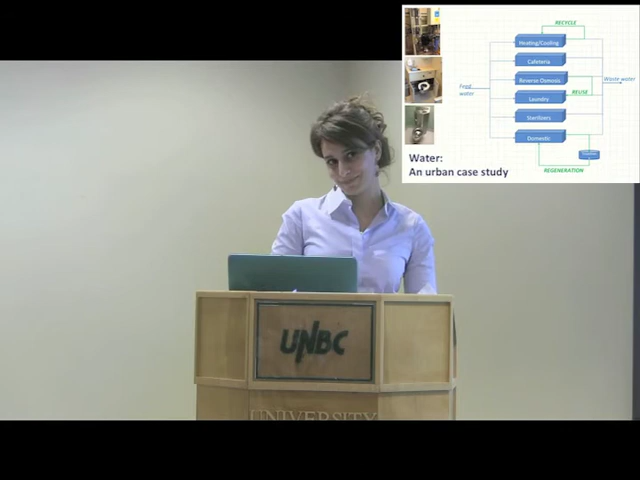 RECYCLE
Heating/Cooling
Cafeteria
Reverse Osmosis
Feed
water
Waste water
REUSE
Laundry
Sterilizers
Domestic
REGENERATION
Water:
An urban case study
UNBC
UNIVERSITY